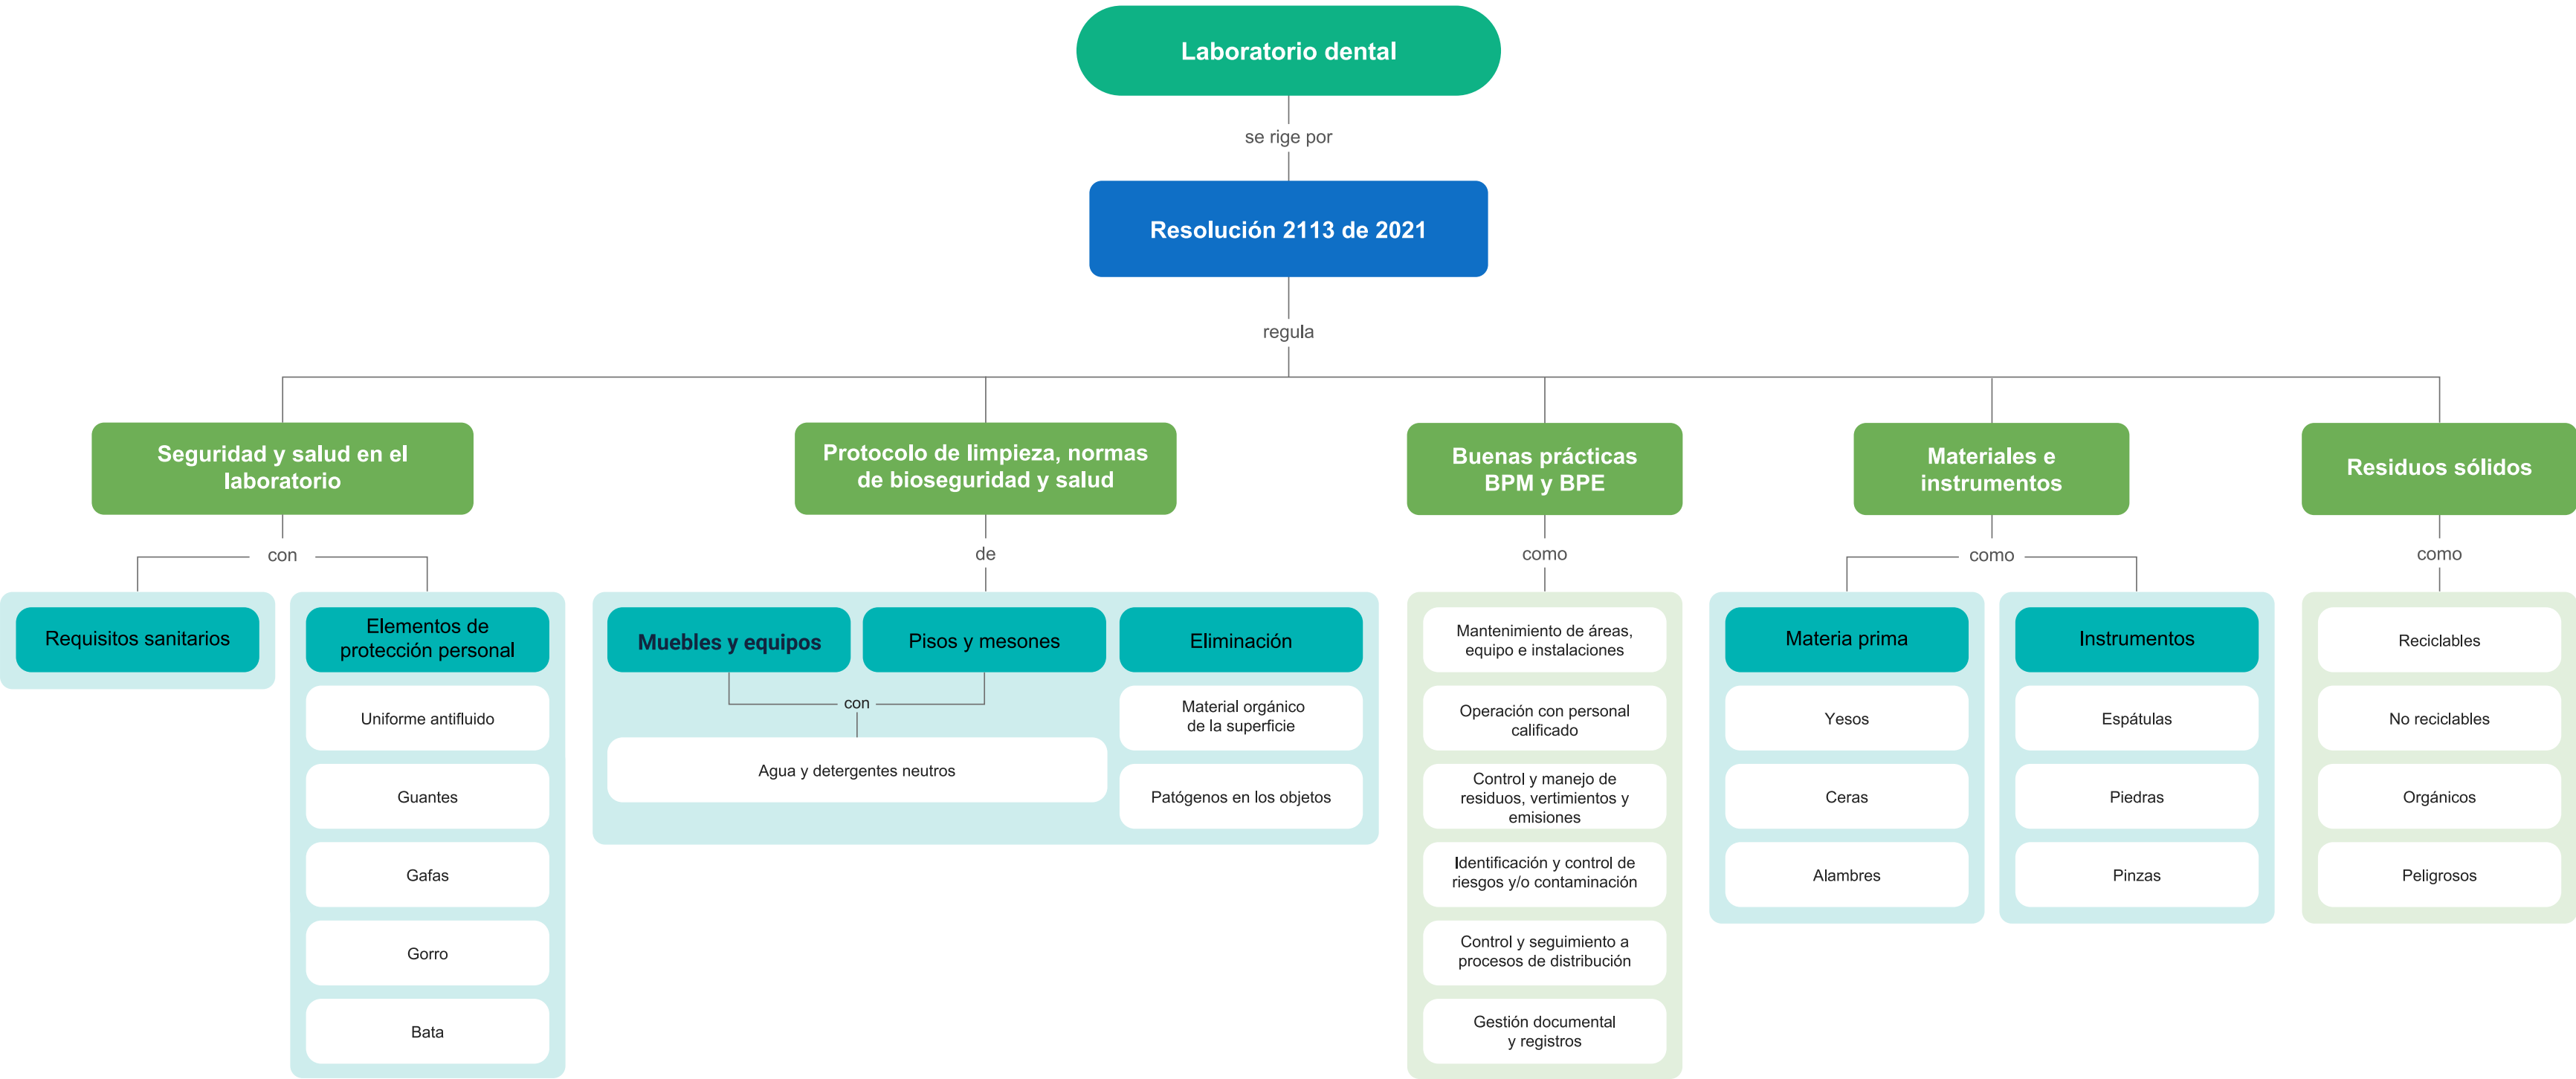 Laboratorio dental
se rige por
Resolución 2113 de 2021
regula
Seguridad y salud en el
laboratorio
con
Requisitos sanitarios
Elementos de
protección personal
Uniforme antifluido
Guantes
Gafas
Gorro
Bata
Protocolo de limpieza, normas
de bioseguridad y salud
de
Muebles y equipos
Pisos y mesones
con
Agua y detergentes neutros
Eliminación
Material orgánico
de la superficie
Patógenos en los objetos
Buenas prácticas
BPM y BPE
como
Mantenimiento de áreas,
equipo e instalaciones
Operación con personal
calificado
Control y manejo de
residuos, vertimientos y
emisiones
Identificación y control de
riesgos y/o contaminación
Control y seguimiento a
procesos de distribución
Gestión documental
y registros
Materiales e
instrumentos
como
Materia prima
Yesos
Ceras
Alambres
Instrumentos
Espátulas
Piedras
Pinzas
Residuos sólidos
como
Reciclables
No reciclables
Orgánicos
Peligrosos